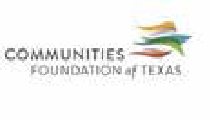 COMMUNITIES
FOUNDATION of TEXAS